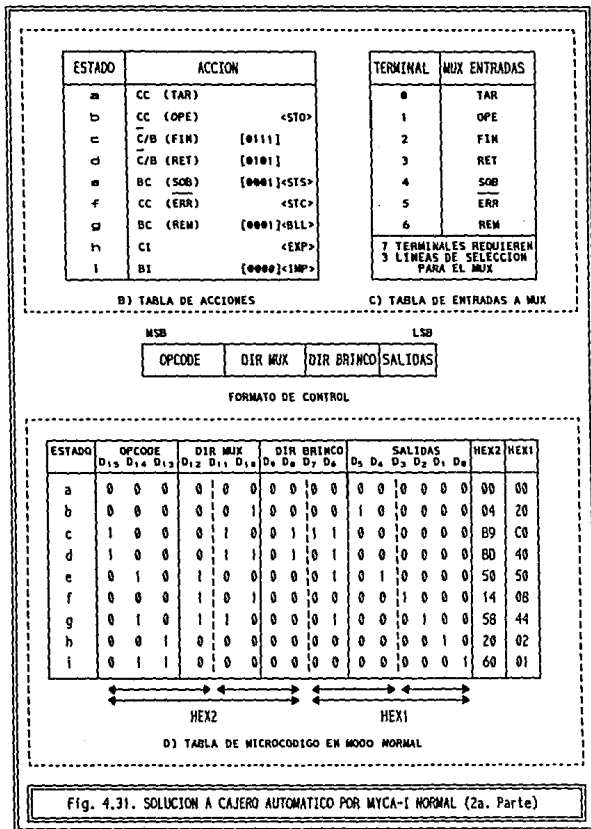 ESTADO ACCION
a CC (TAR)
b CC (OPE) <STO>
c C̅/B (FIN) [0111]
d C̅/B (RET) [0101]
e BC (SOB) [0001]<STS>
f CC (E̅R̅R̅) <STC>
g BC (REM) [0001]<BLL>
h CI <EXP>
i BI [0000]<IMP>
B) TABLA DE ACCIONES
TERMINAL MUX ENTRADAS
0 TAR
1 OPE
2 FIN
3 RET
4 SOB
5 E̅R̅R̅
6 REM
7 TERMINALES REQUIEREN
3 LINEAS DE SELECCION
PARA EL MUX
C) TABLA DE ENTRADAS A MUX
MSB LSB
OPCODE DIR MUX DIR BRINCO SALIDAS
FORMATO DE CONTROL
ESTADO OPCODE DIR MUX DIR BRINCO SALIDAS HEX2 HEX1
D15 D14 D13 D12 D11 D10 D9 D8 D7 D6 D5 D4 D3 D2 D1 D0
a 0 0 0 0 0 0 0 0 0 0 0 0 0 0 0 0 00 00
b 0 0 0 0 0 1 0 0 0 0 1 0 0 0 0 0 04 20
c 1 0 0 0 1 0 0 1 1 1 0 0 0 0 0 0 B9 C0
d 1 0 0 0 1 1 0 1 0 1 0 0 0 0 0 0 BD 40
e 0 1 0 1 0 0 0 0 0 1 0 1 0 0 0 0 50 50
f 0 0 0 1 0 1 0 0 0 0 0 0 1 0 0 0 14 08
g 0 1 0 1 1 0 0 0 0 1 0 0 0 1 0 0 58 44
h 0 0 1 0 0 0 0 0 0 0 0 0 0 0 1 0 20 02
i 0 1 1 0 0 0 0 0 0 0 0 0 0 0 0 1 60 01
HEX2 HEX1
D) TABLA DE MICROCODIGO EN MODO NORMAL
Fig. 4.31. SOLUCION A CAJERO AUTOMATICO POR MYCA-I NORMAL (2a. Parte)